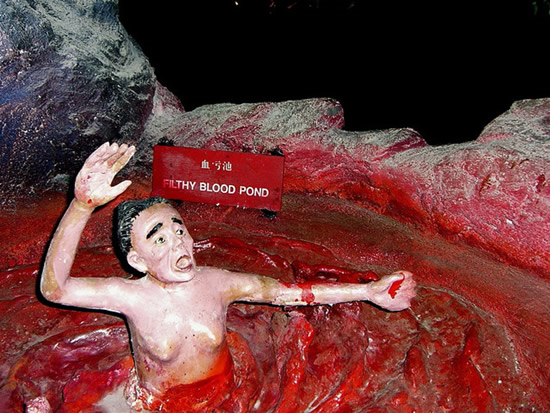 血污池
FILTHY BLOOD POND